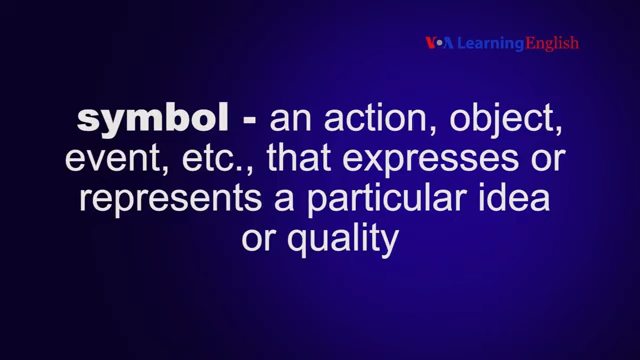 VOA Learning English
symbol - an action, object,
event, etc., that expresses or
represents a particular idea
or quality